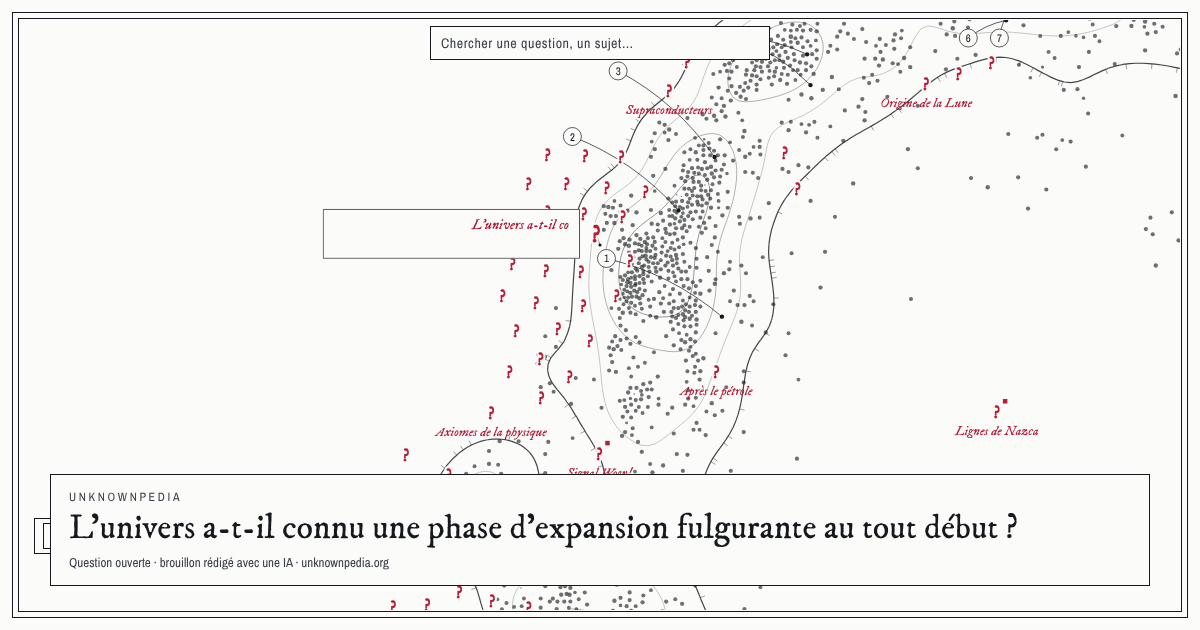 Chercher une question, un sujet...
6
7
3
Supraconducteurs
Origine de la Lune
2
L'univers a-t-il co
1
Après le pétrole
Axiomes de la physique
Lignes de Nazca
Signal Wow!
UNKNOWNPEDIA
L'univers a-t-il connu une phase d'expansion fulgurante au tout début ?
Question ouverte · brouillon rédigé avec une IA · unknownpedia.org